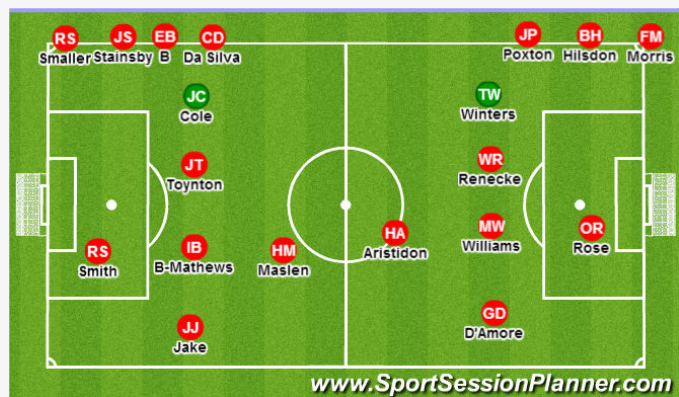 RS JS EB CD JP BH FM
Smaller Stainsby B Da Silva Poxton Hilsdon Morris
JC TW
Cole Winters
JT WR
Toynton Renecke
RS IB HM HA MW OR
Smith B-Mathews Maslen Aristidon Williams Rose
JJ GD
Jake D'Amore
www.SportSessionPlanner.com